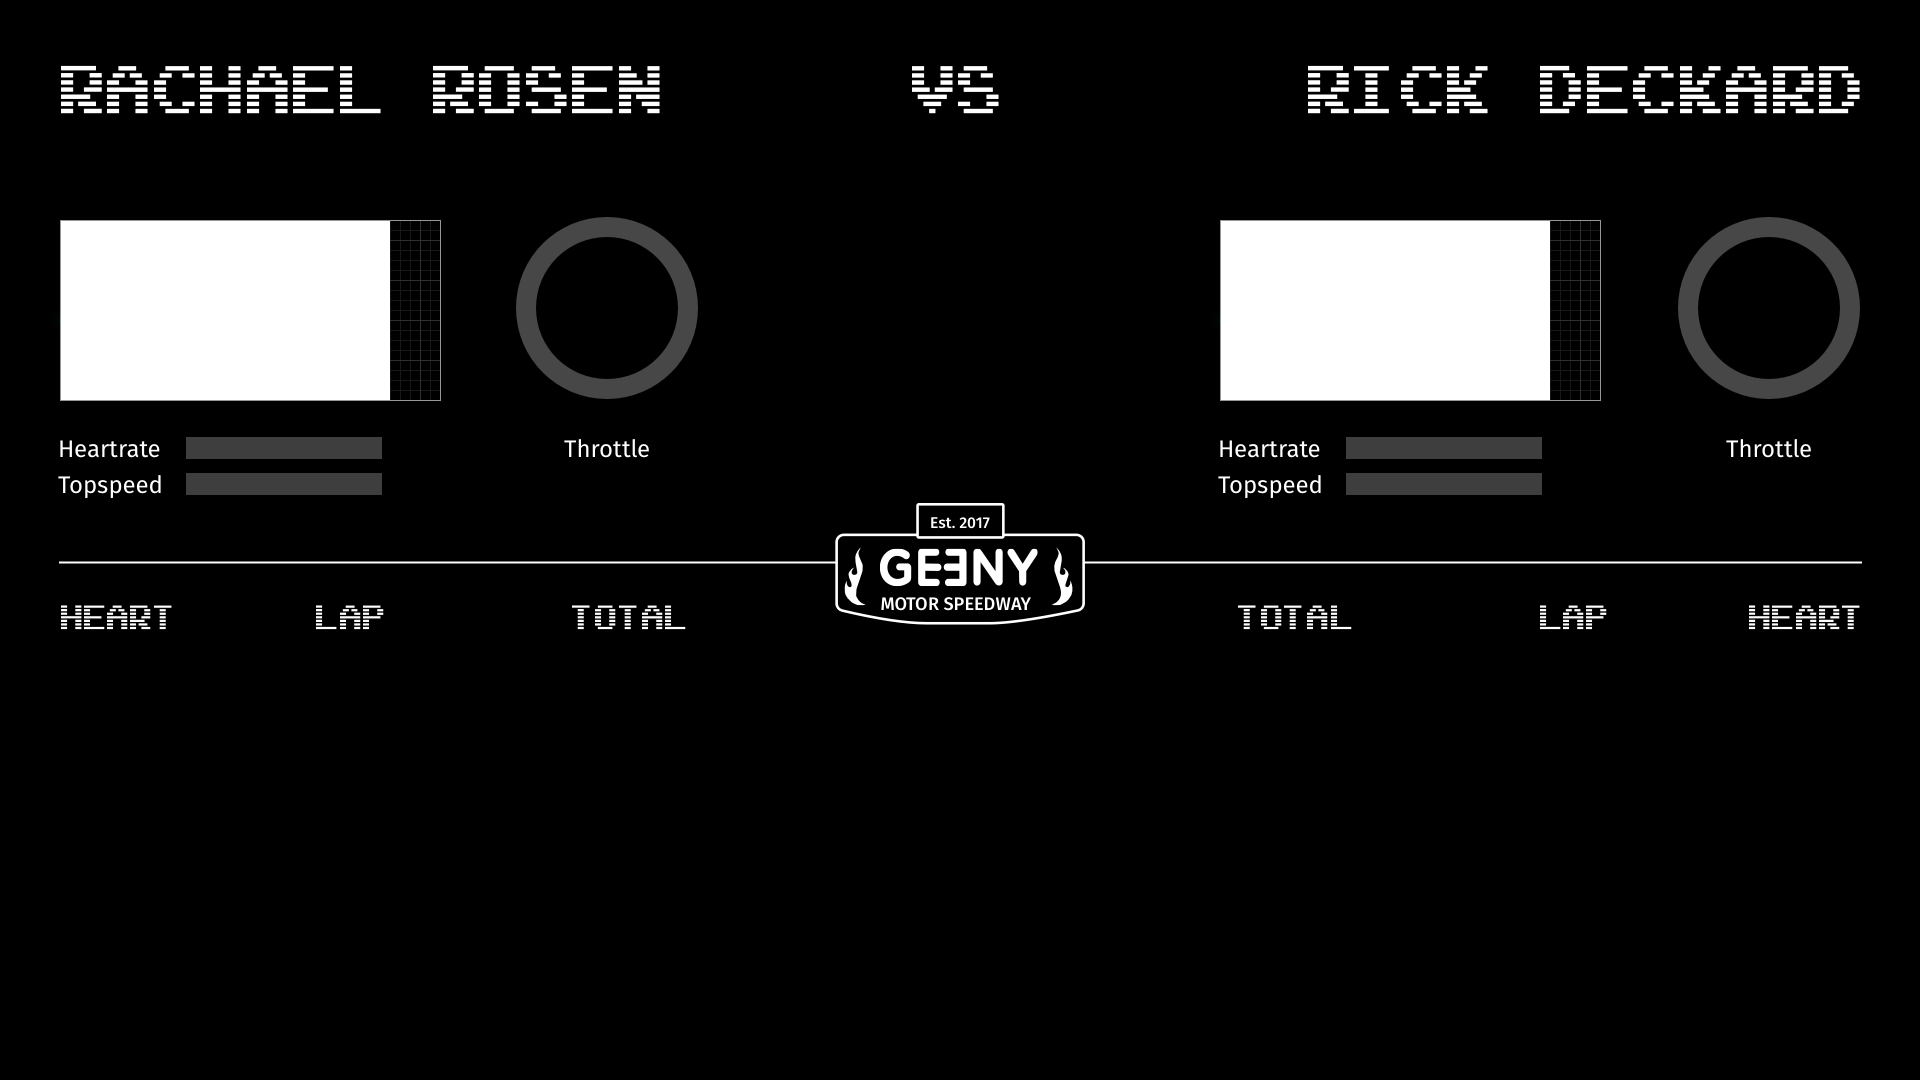 RACHAEL ROSEN VS RICK DECKARD
Heartrate
Topspeed
Throttle
Heartrate
Topspeed
Throttle
Est. 2017
GEENY
MOTOR SPEEDWAY
HEART LAP TOTAL TOTAL LAP HEART